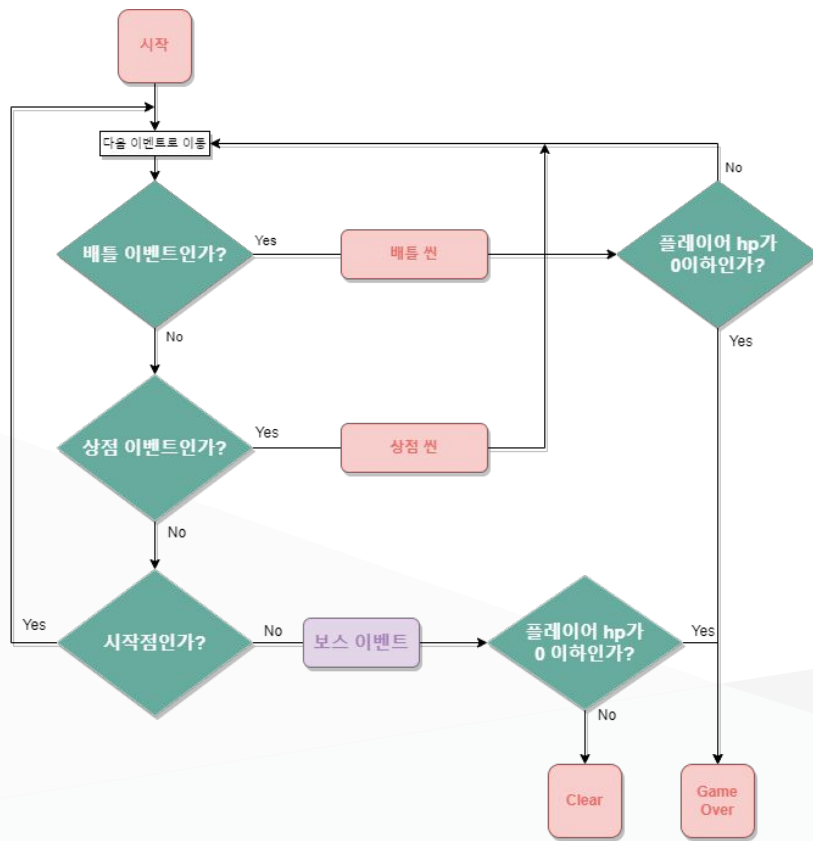 시작
다음 이벤트로 이동
No
배틀 이벤트인가?
Yes
배틀 씬
플레이어 hp가
0이하인가?
No
Yes
상점 이벤트인가?
Yes
상점 씬
No
Yes
시작점인가?
No
보스 이벤트
플레이어 hp가
0 이하인가?
Yes
No
Clear
Game
Over